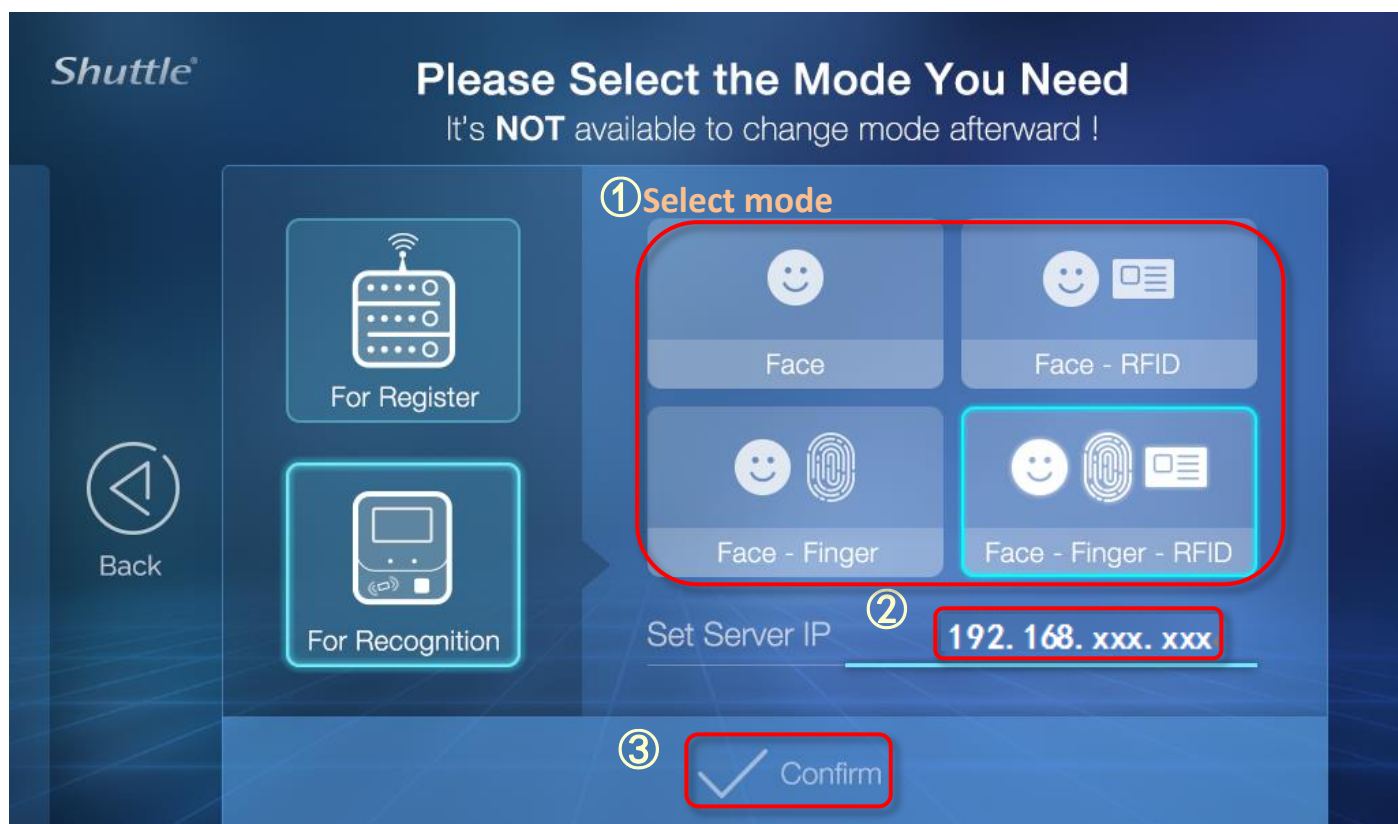 Shuttle®
Please Select the Mode You Need
It's NOT available to change mode afterward !
①Select mode
For Register
Face
Face - RFID
Back
For Recognition
Face - Finger
Face - Finger - RFID
Set Server IP ② 192. 168. xxx. xxx
③ Confirm